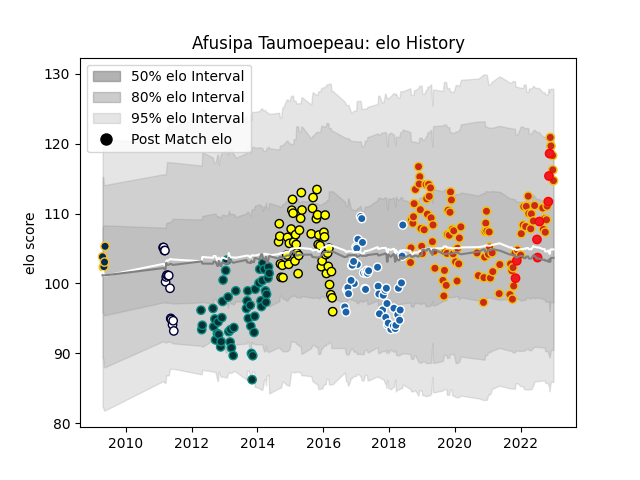 Afusipa Taumoepeau: elo History
50% elo Interval
80% elo Interval
95% elo Interval
Post Match elo
elo score
130
120
110
100
90
80
2010
2012
2014
2016
2018
2020
2022